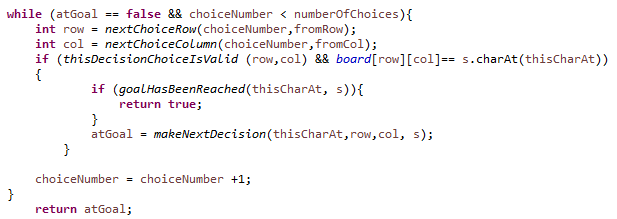 while (atGoal == false && choiceNumber < numberOfChoices){
int row = nextChoiceRow(choiceNumber,fromRow);
int col = nextChoiceColumn(choiceNumber,fromCol);
if (thisDecisionChoiceIsValid (row,col) && board[row][col]== s.charAt(thisCharAt))
{
if (goalHasBeenReached(thisCharAt, s)){
return true;
}
atGoal = makeNextDecision(thisCharAt,row,col, s);
}
choiceNumber = choiceNumber +1;
}
return atGoal;